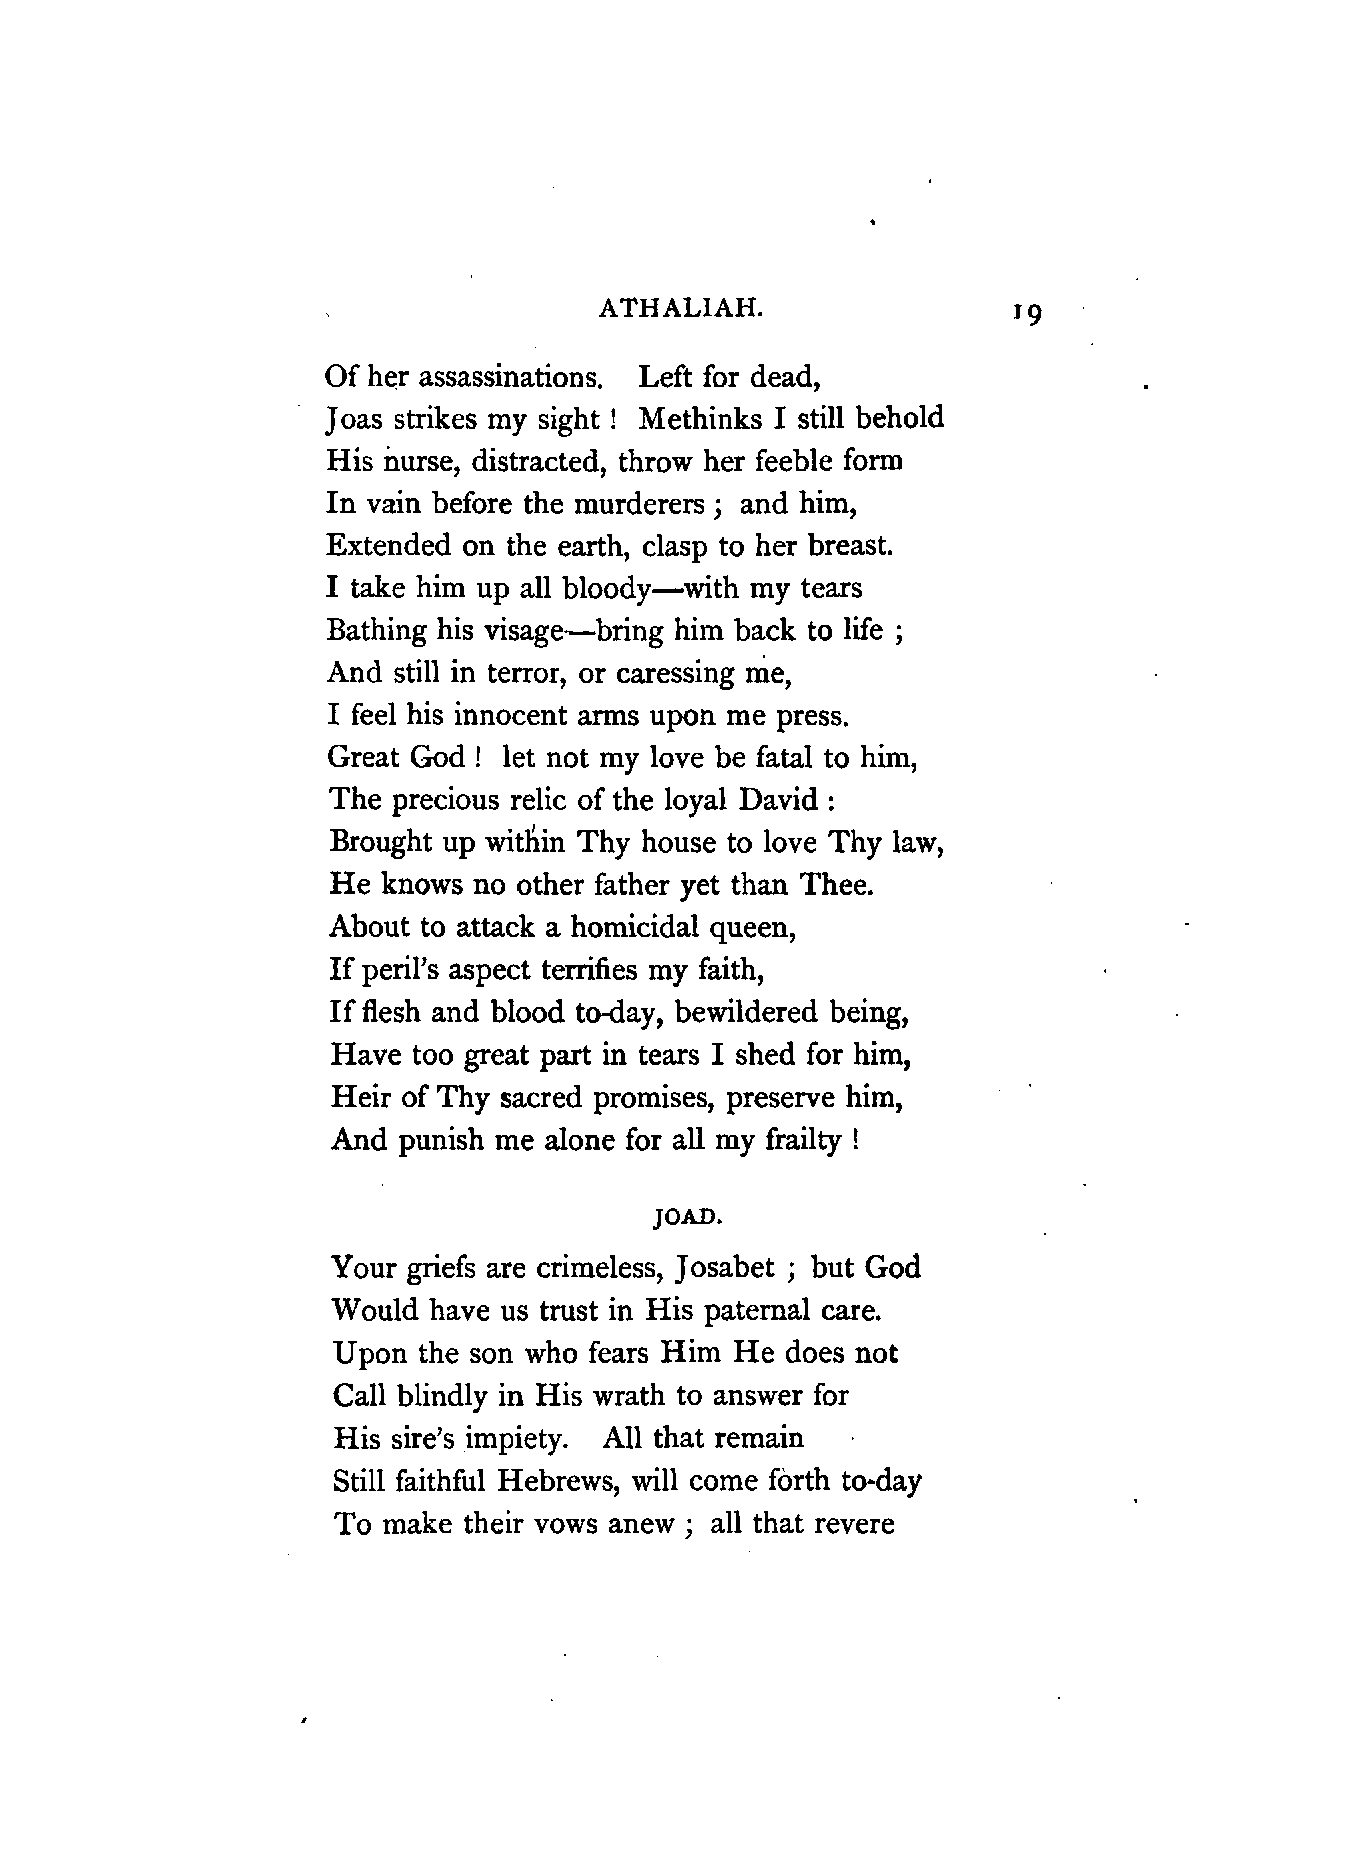 ATHALIAH. 19
Of her assassinations. Left for dead,
Joas strikes my sight ! Methinks I still behold
His nurse, distracted, throw her feeble form
In vain before the murderers ; and him,
Extended on the earth, clasp to her breast.
I take him up all bloody—with my tears
Bathing his visage—bring him back to life ;
And still in terror, or caressing me,
I feel his innocent arms upon me press.
Great God ! let not my love be fatal to him,
The precious relic of the loyal David :
Brought up within Thy house to love Thy law,
He knows no other father yet than Thee.
About to attack a homicidal queen,
If peril's aspect terrifies my faith,
If flesh and blood to-day, bewildered being,
Have too great part in tears I shed for him,
Heir of Thy sacred promises, preserve him,
And punish me alone for all my frailty !
JOAD.
Your griefs are crimeless, Josabet ; but God
Would have us trust in His paternal care.
Upon the son who fears Him He does not
Call blindly in His wrath to answer for
His sire's impiety. All that remain
Still faithful Hebrews, will come forth to-day
To make their vows anew ; all that revere